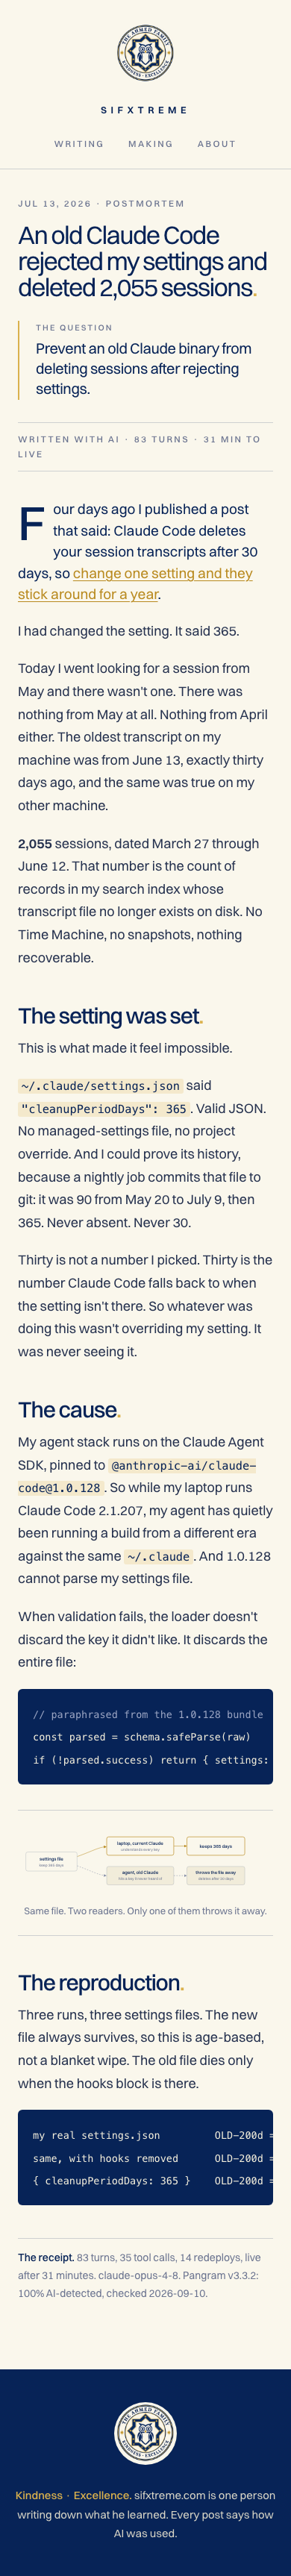 THE AHMED FAMILY
KINDNESS · EXCELLENCE
SIFXTREME
WRITING MAKING ABOUT
JUL 13, 2026 · POSTMORTEM
An old Claude Code
rejected my settings and
deleted 2,055 sessions.
THE QUESTION
Prevent an old Claude binary from
deleting sessions after rejecting
settings.
WRITTEN WITH AI · 83 TURNS · 31 MIN TO
LIVE
Four days ago I published a post
that said: Claude Code deletes
your session transcripts after 30
days, so change one setting and they
stick around for a year.
I had changed the setting. It said 365.
Today I went looking for a session from
May and there wasn't one. There was
nothing from May at all. Nothing from April
either. The oldest transcript on my
machine was from June 13, exactly thirty
days ago, and the same was true on my
other machine.
2,055 sessions, dated March 27 through
June 12. That number is the count of
records in my search index whose
transcript file no longer exists on disk. No
Time Machine, no snapshots, nothing
recoverable.
The setting was set.
This is what made it feel impossible.
~/.claude/settings.json said
"cleanupPeriodDays": 365. Valid JSON.
No managed-settings file, no project
override. And I could prove its history,
because a nightly job commits that file to
git: it was 90 from May 20 to July 9, then
365. Never absent. Never 30.
Thirty is not a number I picked. Thirty is the
number Claude Code falls back to when
the setting isn't there. So whatever was
doing this wasn't overriding my setting. It
was never seeing it.
The cause.
My agent stack runs on the Claude Agent
SDK, pinned to @anthropic-ai/claude-
code@1.0.128. So while my laptop runs
Claude Code 2.1.207, my agent has quietly
been running a build from a different era
against the same ~/.claude. And 1.0.128
cannot parse my settings file.
When validation fails, the loader doesn't
discard the key it didn't like. It discards the
entire file:
// paraphrased from the 1.0.128 bundle
const parsed = schema.safeParse(raw)
if (!parsed.success) return { settings:
settings file
laptop, current Claude
keeps 365 days
agent, old Claude
throws the file away
Same file. Two readers. Only one of them throws it away.
The reproduction.
Three runs, three settings files. The new
file always survives, so this is age-based,
not a blanket wipe. The old file dies only
when the hooks block is there.
my real settings.json OLD-200d =
same, with hooks removed OLD-200d =
{ cleanupPeriodDays: 365 } OLD-200d =
The receipt. 83 turns, 35 tool calls, 14 redeploys, live
after 31 minutes. claude-opus-4-8. Pangram v3.3.2:
100% AI-detected, checked 2026-09-10.
THE AHMED FAMILY
KINDNESS · EXCELLENCE
Kindness · Excellence. sifxtreme.com is one person
writing down what he learned. Every post says how
AI was used.